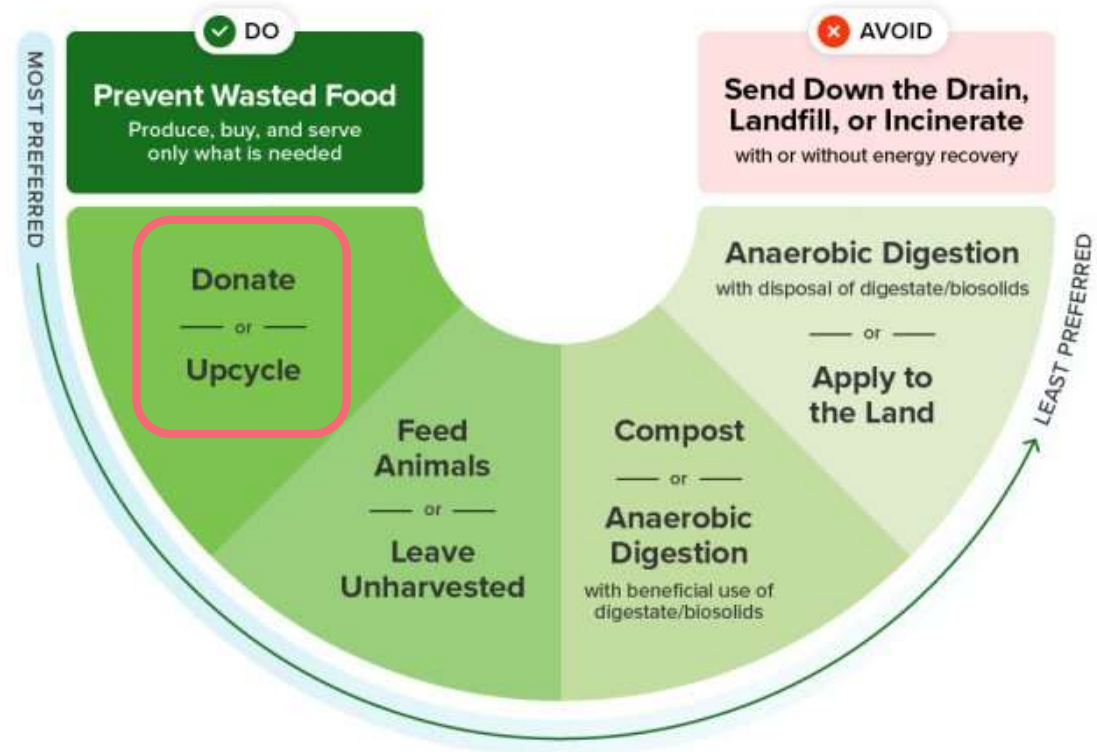 DO
MOST PREFERRED
Prevent Wasted Food
Produce, buy, and serve
only what is needed
AVOID
Send Down the Drain,
Landfill, or Incinerate
with or without energy recovery
Donate
or
Upcycle
Feed
Animals
or
Leave
Unharvested
Compost
or
Anaerobic
Digestion
with beneficial use of
digestate/biosolids
Anaerobic Digestion
with disposal of digestate/biosolids
or
Apply to
the Land
LEAST PREFERRED